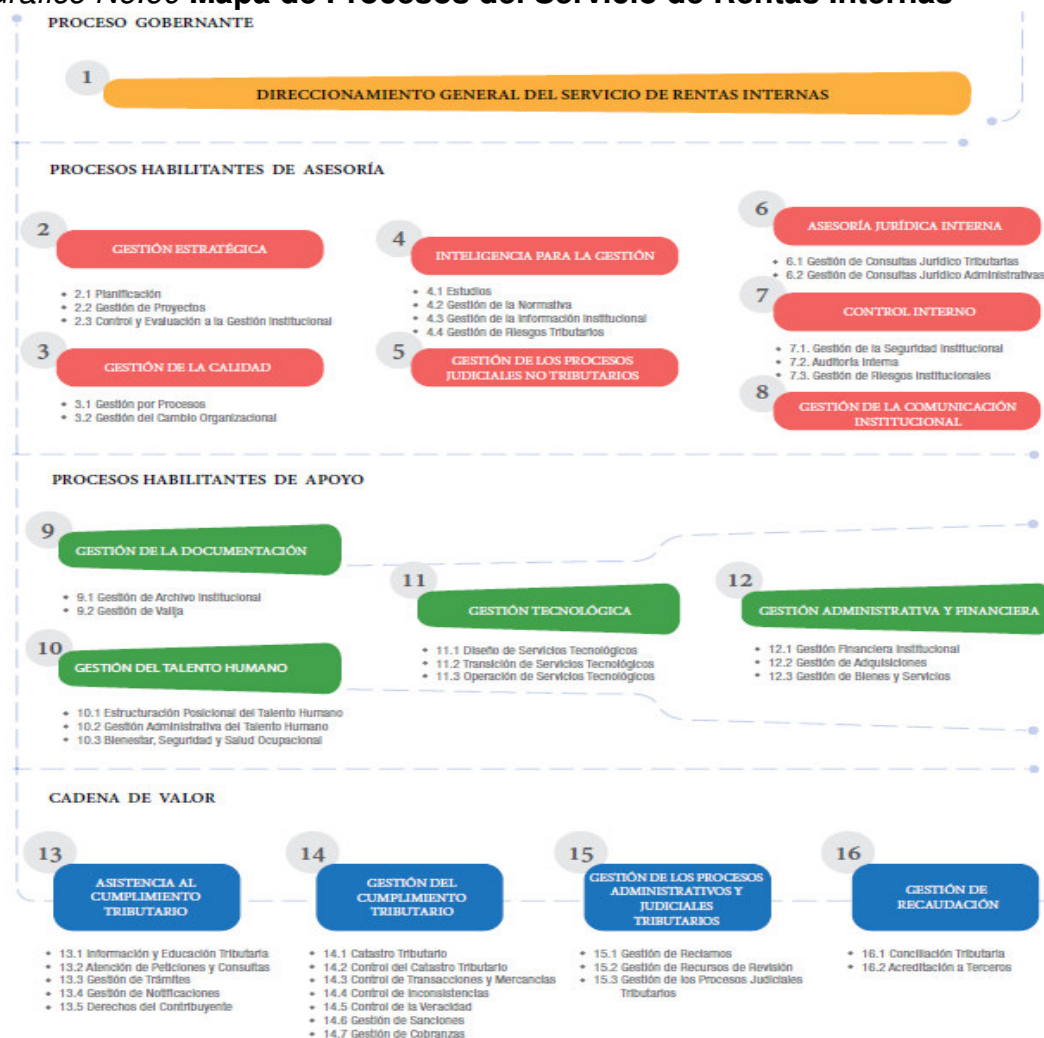 Mapa de Procesos del Servicio de Rentas Internas
PROCESO GOBERNANTE
1
DIRECCIONAMIENTO GENERAL DEL SERVICIO DE RENTAS INTERNAS
PROCESOS HABILITANTES DE ASESORÍA
2
GESTIÓN ESTRATÉGICA
• 2.1 Planificación
• 2.2 Gestión de Proyectos
• 2.3 Control y Evaluación a la Gestión Institucional
3
GESTIÓN DE LA CALIDAD
• 3.1 Gestión por Procesos
• 3.2 Gestión del Cambio Organizacional
4
INTELIGENCIA PARA LA GESTIÓN
• 4.1 Estudios
• 4.2 Gestión de la Normativa
• 4.3 Gestión de la Información Institucional
• 4.4 Gestión de Riesgos Tributarios
5
GESTIÓN DE LOS PROCESOS
JUDICIALES NO TRIBUTARIOS
6
ASESORÍA JURÍDICA INTERNA
• 6.1 Gestión de Consultas Jurídico Tributarias
• 6.2 Gestión de Consultas Jurídico Administrativas
7
CONTROL INTERNO
• 7.1. Gestión de la Seguridad Institucional
• 7.2. Auditoría Interna
• 7.3. Gestión de Riesgos Institucionales
8
GESTIÓN DE LA COMUNICACIÓN
INSTITUCIONAL
PROCESOS HABILITANTES DE APOYO
9
GESTIÓN DE LA DOCUMENTACIÓN
• 9.1 Gestión de Archivo Institucional
• 9.2 Gestión de Valija
10
GESTIÓN DEL TALENTO HUMANO
• 10.1 Estructuración Posicional del Talento Humano
• 10.2 Gestión Administrativa del Talento Humano
• 10.3 Bienestar, Seguridad y Salud Ocupacional
11
GESTIÓN TECNOLÓGICA
• 11.1 Diseño de Servicios Tecnológicos
• 11.2 Transición de Servicios Tecnológicos
• 11.3 Operación de Servicios Tecnológicos
12
GESTIÓN ADMINISTRATIVA Y FINANCIERA
• 12.1 Gestión Financiera Institucional
• 12.2 Gestión de Adquisiciones
• 12.3 Gestión de Bienes y Servicios
CADENA DE VALOR
13
ASISTENCIA AL
CUMPLIMIENTO
TRIBUTARIO
• 13.1 Información y Educación Tributaria
• 13.2 Atención de Peticiones y Consultas
• 13.3 Gestión de Trámites
• 13.4 Gestión de Notificaciones
• 13.5 Derechos del Contribuyente
14
GESTIÓN DEL
CUMPLIMIENTO
TRIBUTARIO
• 14.1 Catastro Tributario
• 14.2 Control del Catastro Tributario
• 14.3 Control de Transacciones y Mercancías
• 14.4 Control de Inconsistencias
• 14.5 Control de la Veracidad
• 14.6 Gestión de Sanciones
• 14.7 Gestión de Cobranzas
15
GESTIÓN DE LOS PROCESOS
ADMINISTRATIVOS Y
JUDICIALES
TRIBUTARIOS
• 15.1 Gestión de Reclamos
• 15.2 Gestión de Recursos de Revisión
• 15.3 Gestión de los Procesos Judiciales
Tributarios
16
GESTIÓN DE
RECAUDACIÓN
• 16.1 Conciliación Tributaria
• 16.2 Acreditación a Terceros